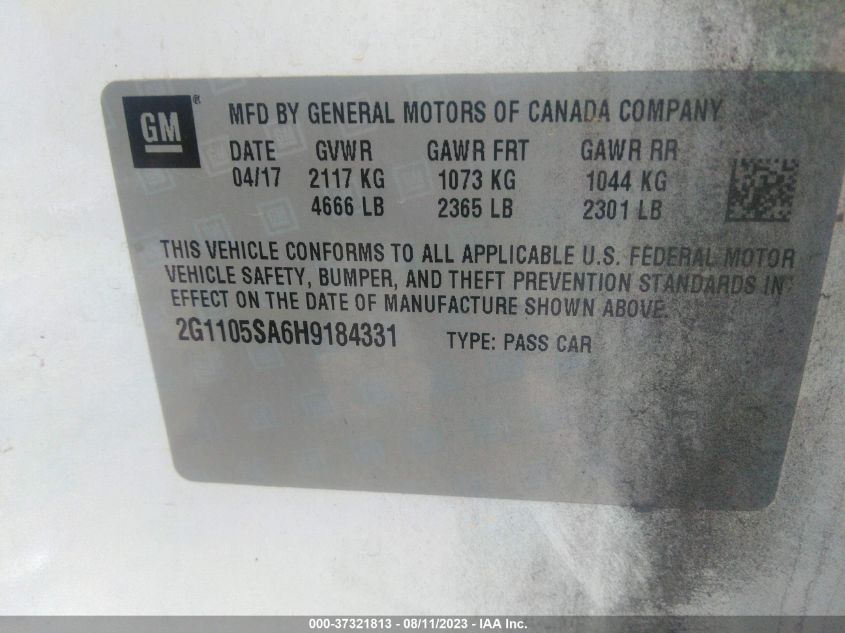 GM ®
MFD BY GENERAL MOTORS OF CANADA COMPANY
DATE GVWR GAWR FRT GAWR RR
04/17 2117 KG 1073 KG 1044 KG
4666 LB 2365 LB 2301 LB
THIS VEHICLE CONFORMS TO ALL APPLICABLE U.S. FEDERAL MOTOR
VEHICLE SAFETY, BUMPER, AND THEFT PREVENTION STANDARDS IN
EFFECT ON THE DATE OF MANUFACTURE SHOWN ABOVE.
2G1105SA6H9184331 TYPE: PASS CAR
000-37321813 - 08/11/2023 - IAA Inc.